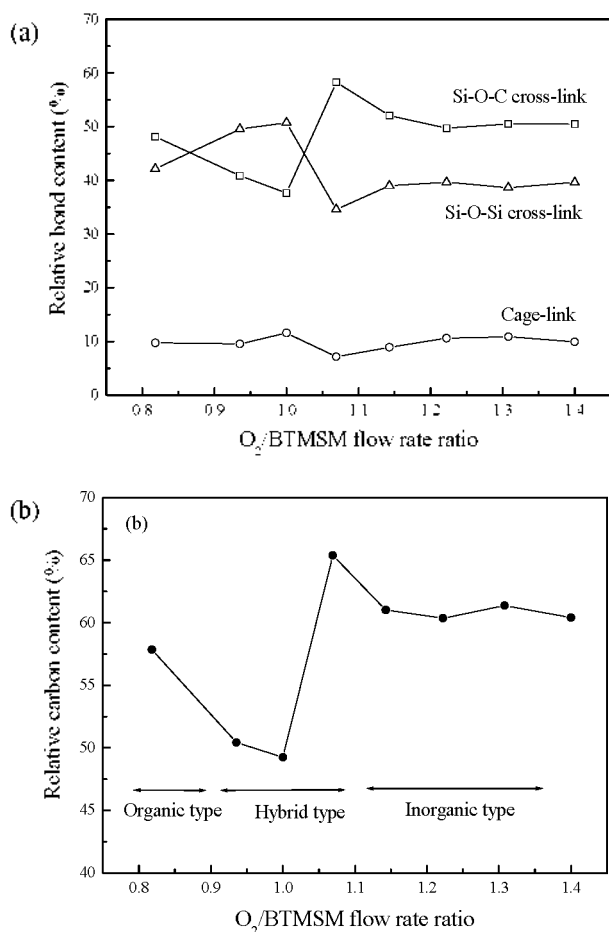 (a)
70
60
50
40
30
20
10
0
Relative bond content (%)
Si-O-C cross-link
Si-O-Si cross-link
Cage-link
0.8 0.9 1.0 1.1 1.2 1.3 1.4
O2/BTMSM flow rate ratio
(b)
(b)
70
65
60
55
50
45
40
Relative carbon content (%)
Organic type Hybrid type Inorganic type
0.8 0.9 1.0 1.1 1.2 1.3 1.4
O2/BTMSM flow rate ratio